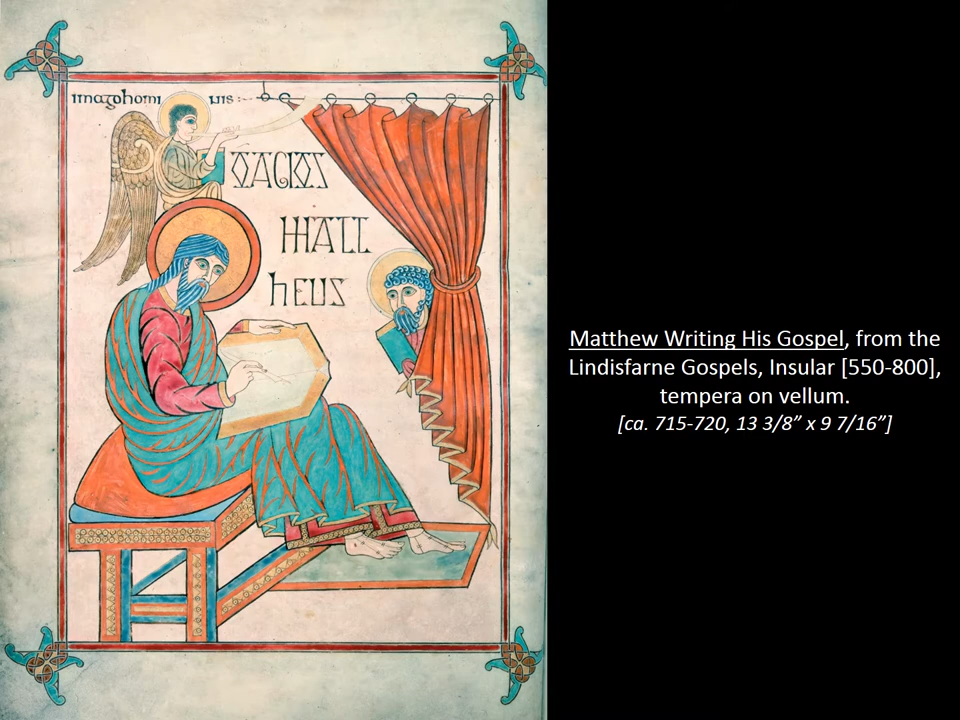 imagohomi nis:
OAGIOS
MATT
heus
Matthew Writing His Gospel, from the
Lindisfarne Gospels, Insular [550-800],
tempera on vellum.
[ca. 715-720, 13 3/8” x 9 7/16”]